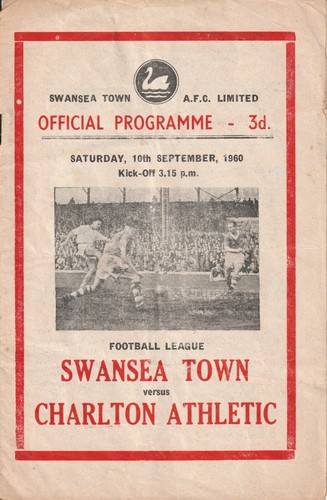 SWANSEA TOWN A.F.C. LIMITED
OFFICIAL PROGRAMME - 3d.
SATURDAY, 10th SEPTEMBER, 1960
Kick-Off 3.15 p.m.
FOOTBALL LEAGUE
SWANSEA TOWN
versus
CHARLTON ATHLETIC